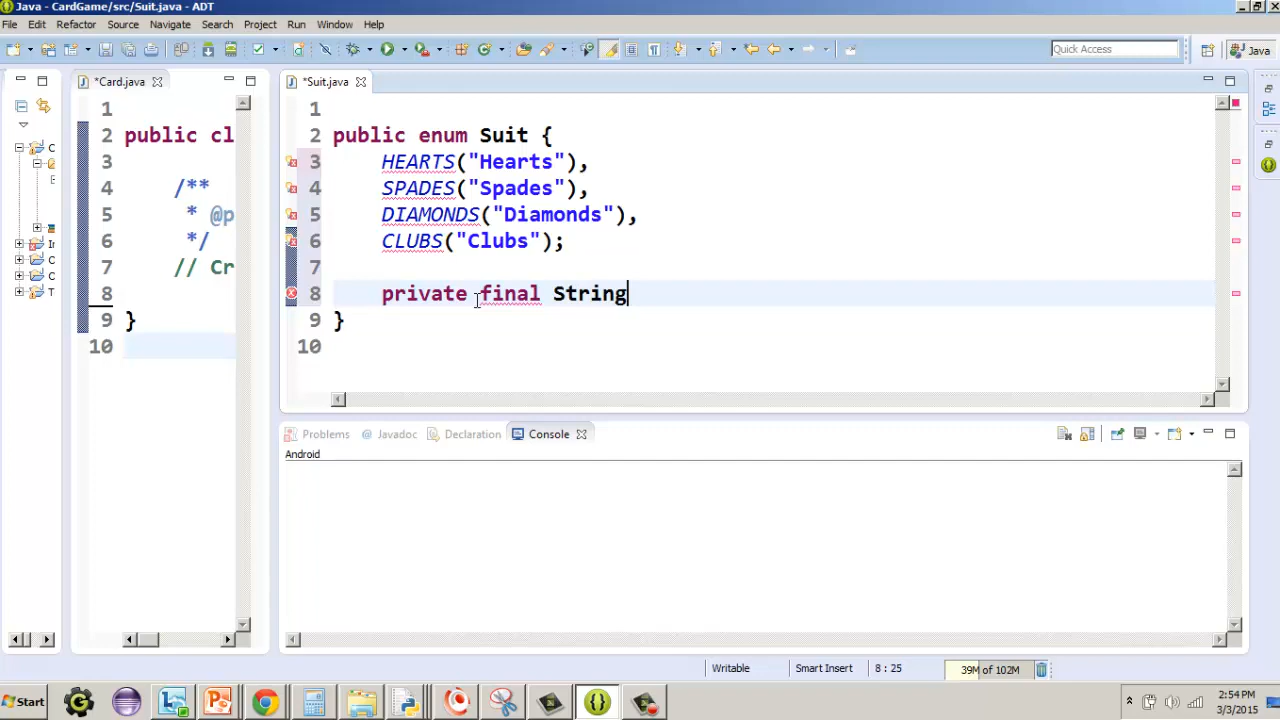 Java - CardGame/src/Suit.java - ADT
File Edit Refactor Source Navigate Search Project Run Window Help
Quick Access
Java
*Card.java
1
2 public cl
3
4 /**
5 * @p
6 */
7 // Cr
8
9 }
10
*Suit.java
1
2 public enum Suit {
3 HEARTS("Hearts"),
4 SPADES("Spades"),
5 DIAMONDS("Diamonds"),
6 CLUBS("Clubs");
7
8 private final String
9 }
10
Problems @ Javadoc Declaration Console
Android
Writable Smart Insert 8 : 25 39M of 102M
Start
2:54 PM
3/3/2015